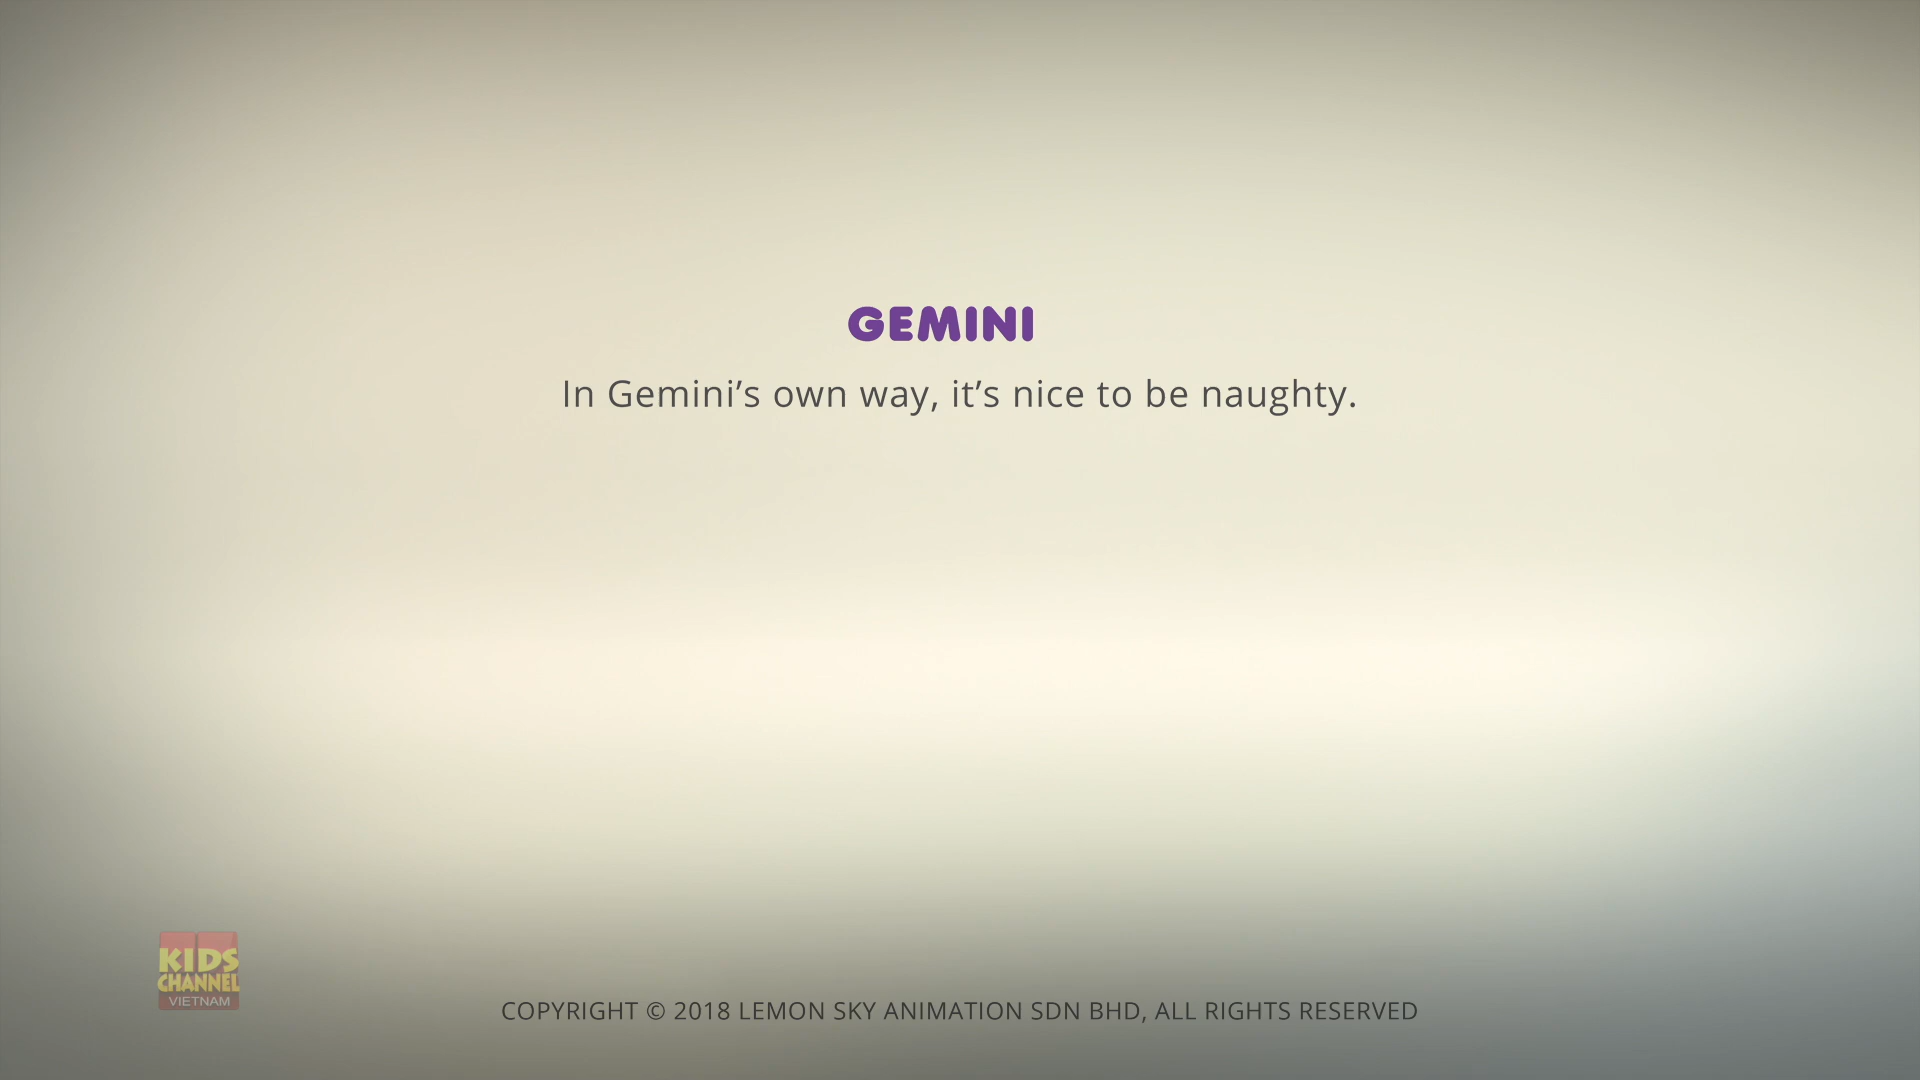 GEMINI
In Gemini’s own way, it’s nice to be naughty.
KIDS
CHANNEL
VIETNAM
COPYRIGHT © 2018 LEMON SKY ANIMATION SDN BHD, ALL RIGHTS RESERVED